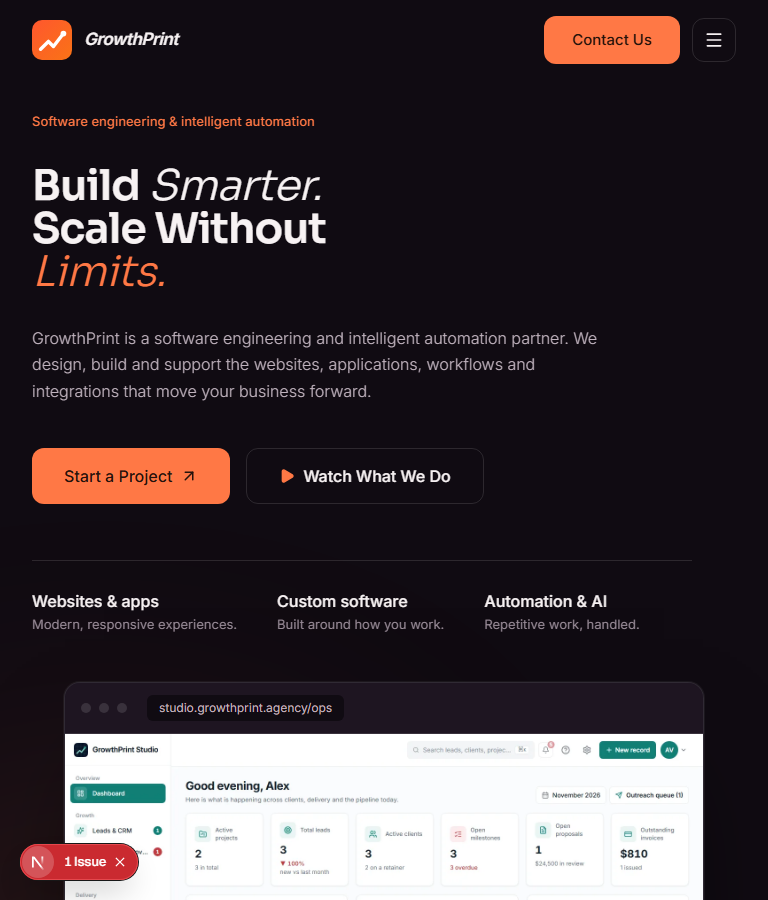 GrowthPrint
Contact Us
Software engineering & intelligent automation
Build Smarter.
Scale Without
Limits.
GrowthPrint is a software engineering and intelligent automation partner. We
design, build and support the websites, applications, workflows and
integrations that move your business forward.
Start a Project
Watch What We Do
Websites & apps
Modern, responsive experiences.
Custom software
Built around how you work.
Automation & AI
Repetitive work, handled.
studio.growthprint.agency/ops
GrowthPrint Studio
Search leads, clients, projec...
New record
AV
Overview
Dashboard
Good evening, Alex
Here is what is happening across clients, delivery and the pipeline today.
November 2026
Outreach queue (1)
Growth
Leads & CRM
1
Active
projects
2
3 in total
Total leads
3
▼ 100%
new vs last month
Active clients
3
2 on a retainer
Open
milestones
3
3 overdue
Open
proposals
1
$24,500 in review
Outstanding
invoices
$810
1 issued
N
1 Issue
Delivery